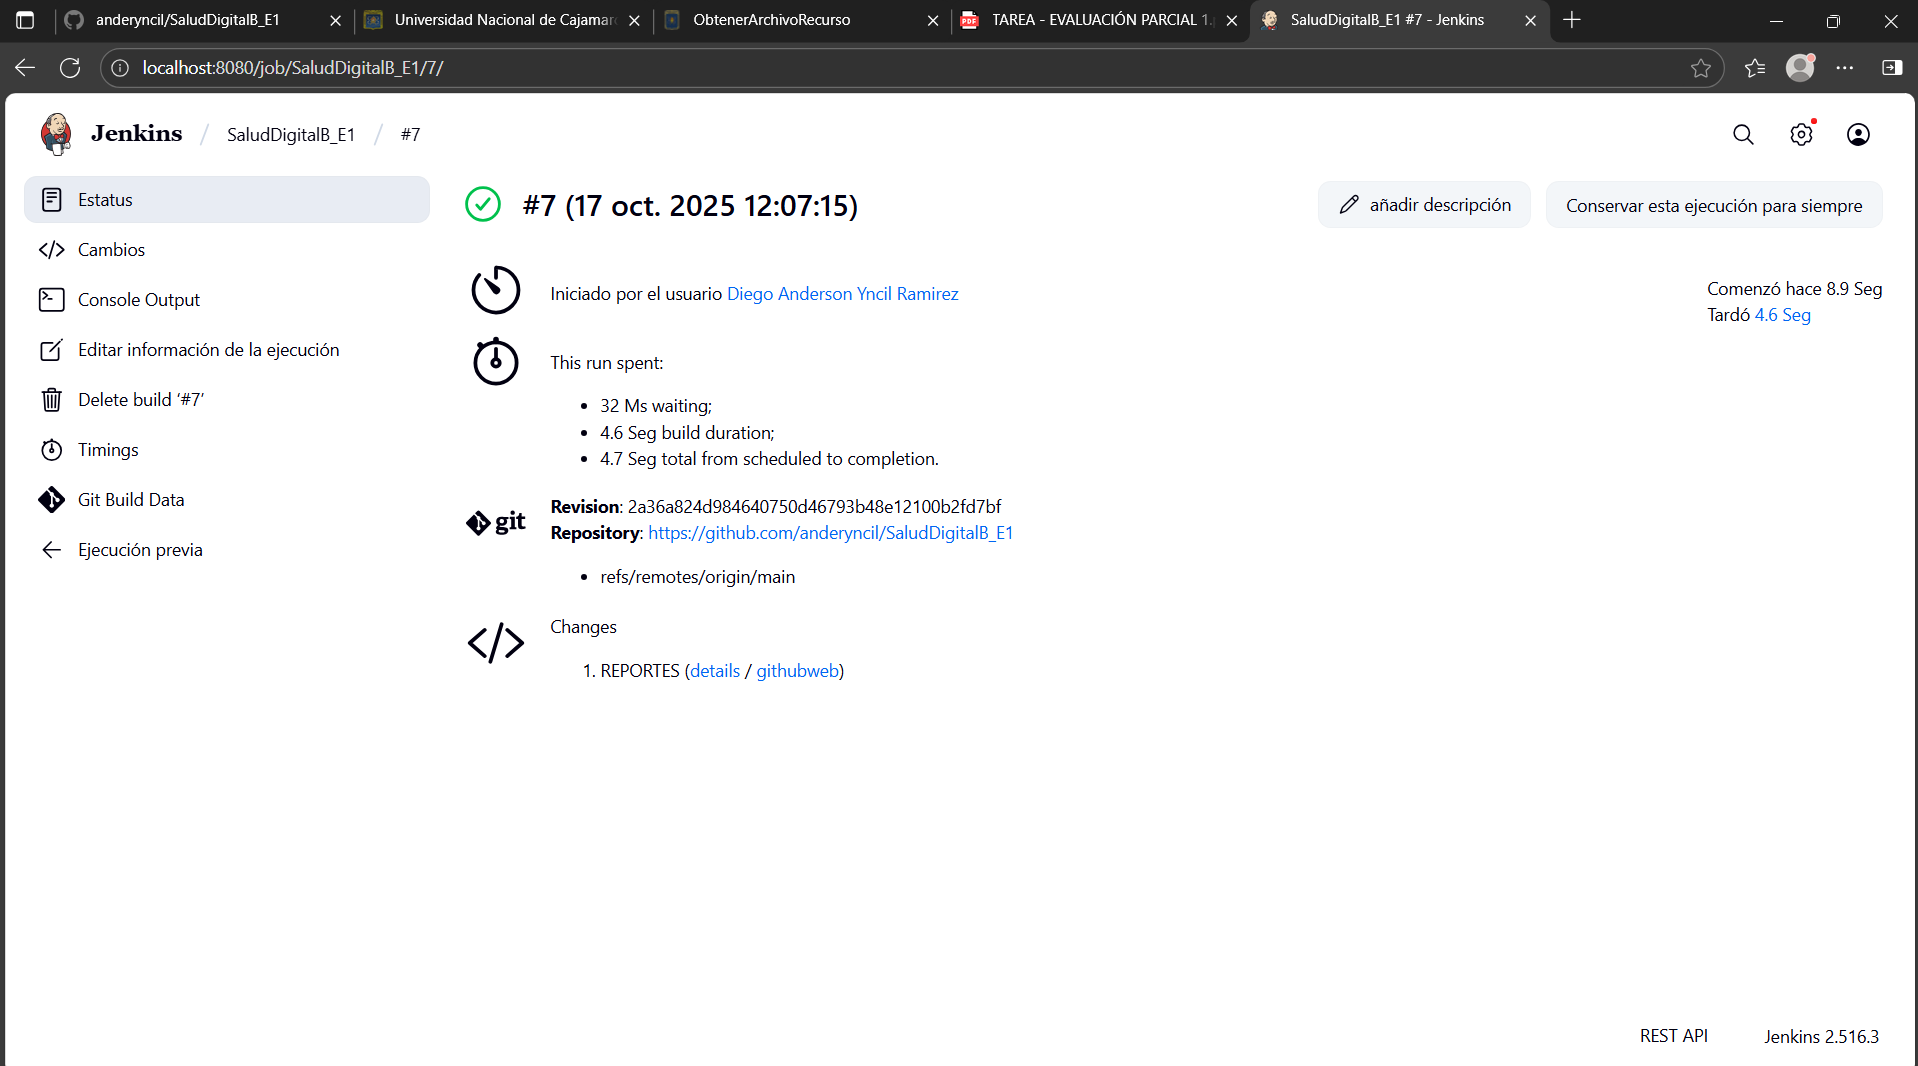 anderyncil/SaludDigitalB_E1
Universidad Nacional de Cajamar
ObtenerArchivoRecurso
TAREA - EVALUACIÓN PARCIAL 1.
SaludDigitalB_E1 #7 - Jenkins
localhost:8080/job/SaludDigitalB_E1/7/
Jenkins / SaludDigitalB_E1 / #7
Estatus
Cambios
Console Output
Editar información de la ejecución
Delete build ‘#7’
Timings
Git Build Data
Ejecución previa
#7 (17 oct. 2025 12:07:15)
añadir descripción
Conservar esta ejecución para siempre
Iniciado por el usuario Diego Anderson Yncil Ramirez
Comenzó hace 8.9 Seg
Tardó 4.6 Seg
This run spent:
• 32 Ms waiting;
• 4.6 Seg build duration;
• 4.7 Seg total from scheduled to completion.
git
Revision: 2a36a824d984640750d46793b48e12100b2fd7bf
Repository: https://github.com/anderyncil/SaludDigitalB_E1
• refs/remotes/origin/main
Changes
1. REPORTES (details / githubweb)
REST API
Jenkins 2.516.3